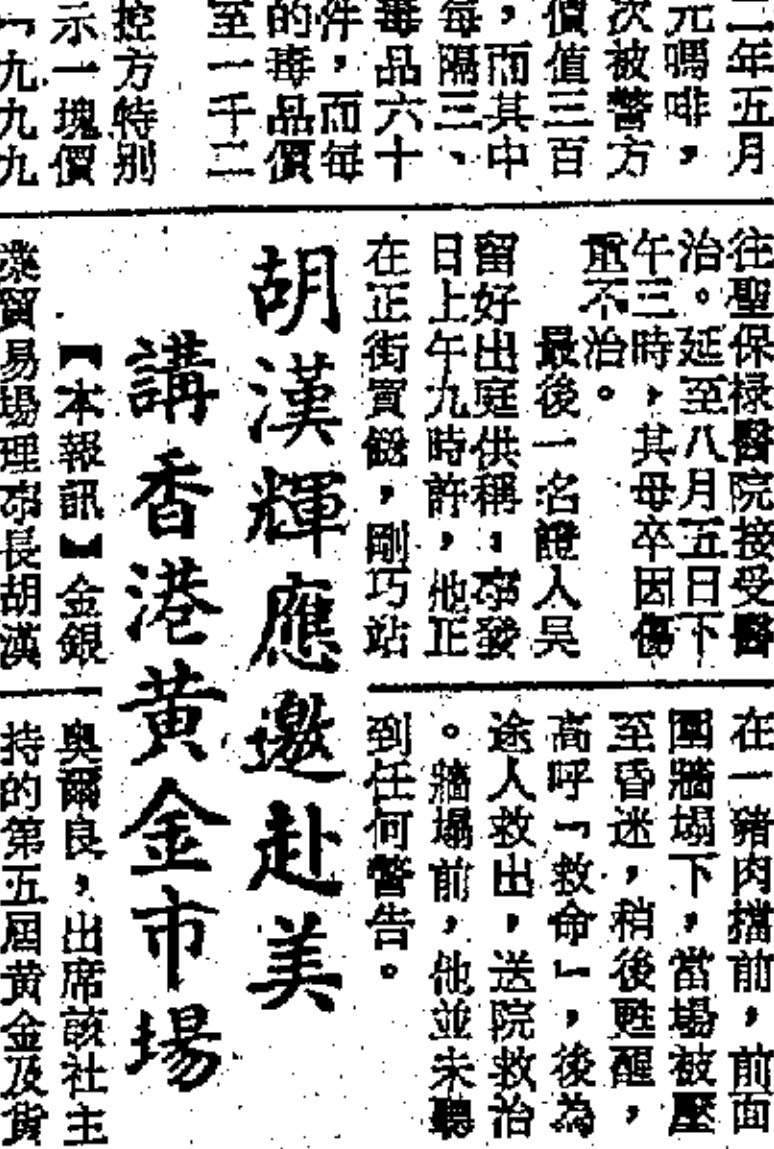 二年五月
元嗎啡，
次被警方
價值三百
，而其中
每隔三、
毒品六十
件，而每
的毒品價
至一千二
控方特别
示一塊價
「九九九
往聖保祿醫院接受醫
治。延至八月五日下
午三時，其母卒因傷
重不治。
最後一名證人吳
留好出庭供稱：事發
日上午九時許，他正
在正街賣餸，剛巧站
在一豬肉擋前，前面
圍牆塌下，當場被壓
至昏迷，稍後甦醒，
高呼「救命」，後為
途人救出，送院救治
。牆塌前，他並未聽
到任何警告。
胡漢輝應邀赴美
講香港黃金市場
【本報訊】金銀
業貿易場理事長胡漢
奧爾良，出席該社主
持的第五屆黃金及貨